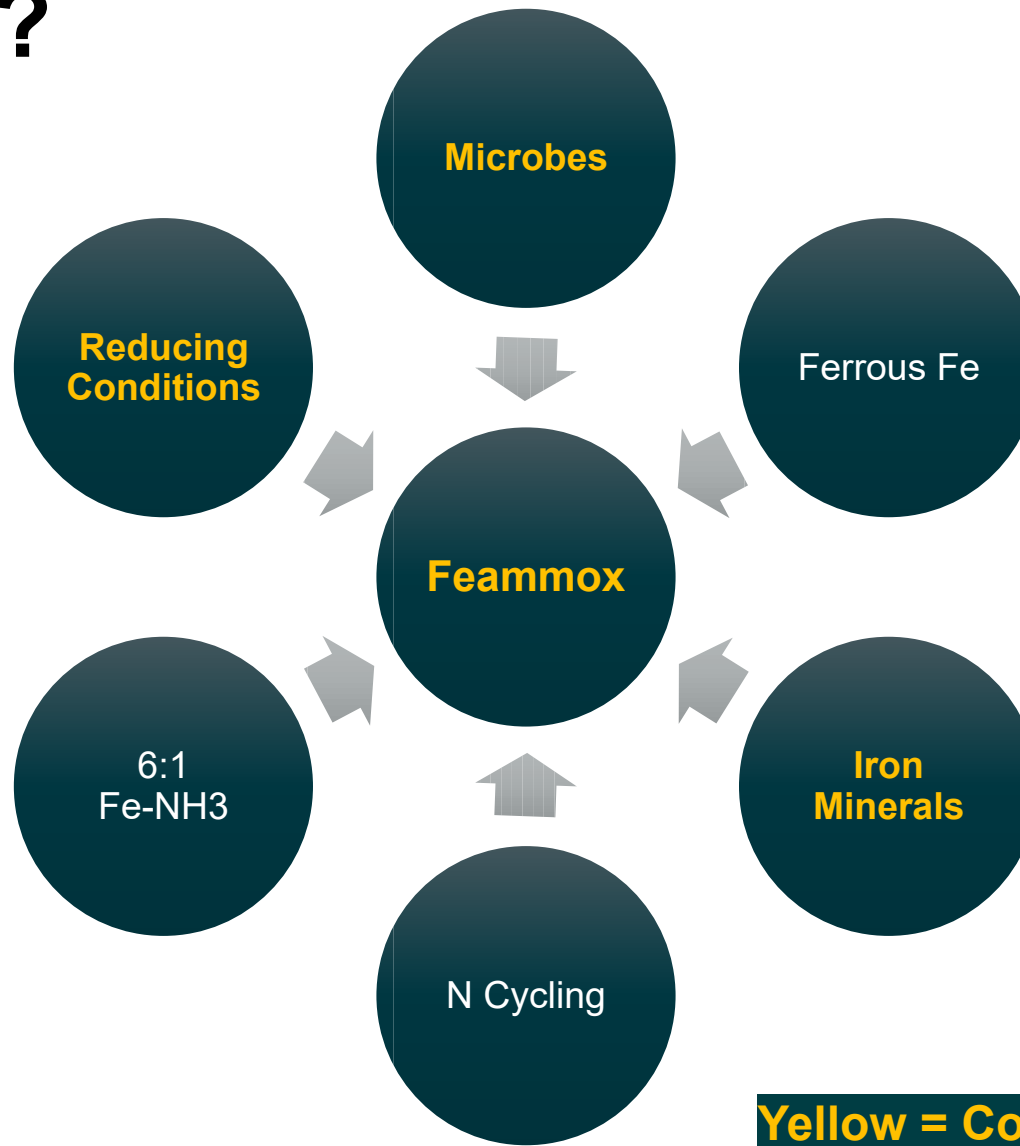 ?
Microbes
Reducing
Conditions
Ferrous Fe
Feammox
6:1
Fe-NH3
Iron
Minerals
N Cycling
Yellow = Co